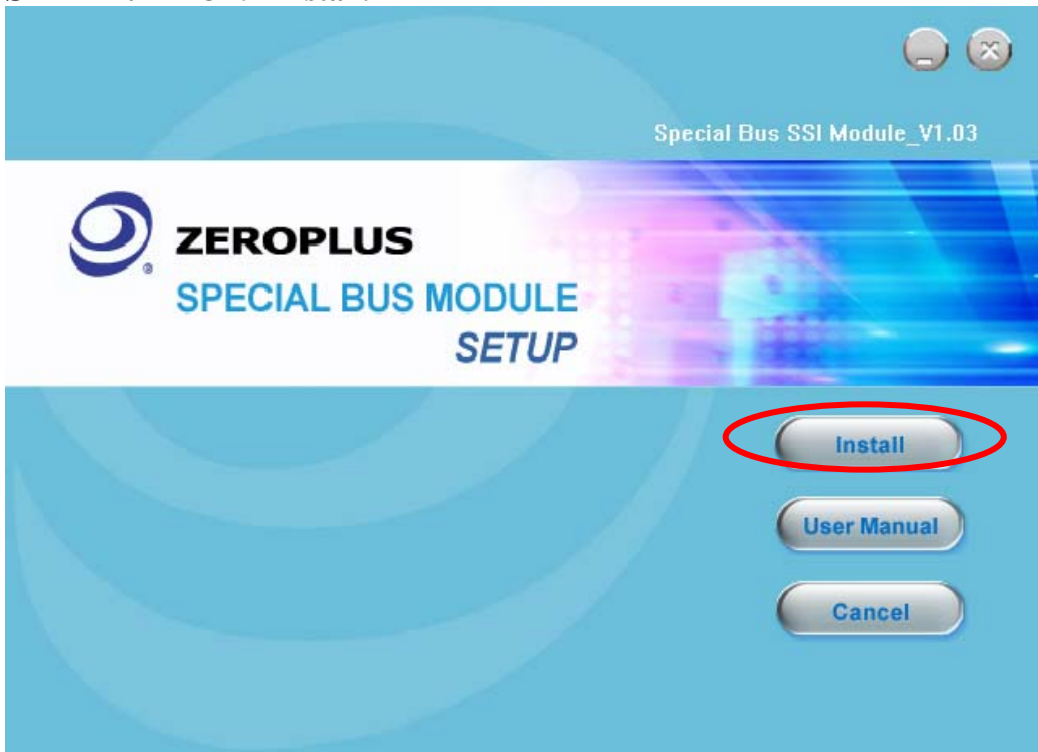 Special Bus SSI Module_V1.03
ZEROPLUS
®
SPECIAL BUS MODULE
SETUP
Install
User Manual
Cancel